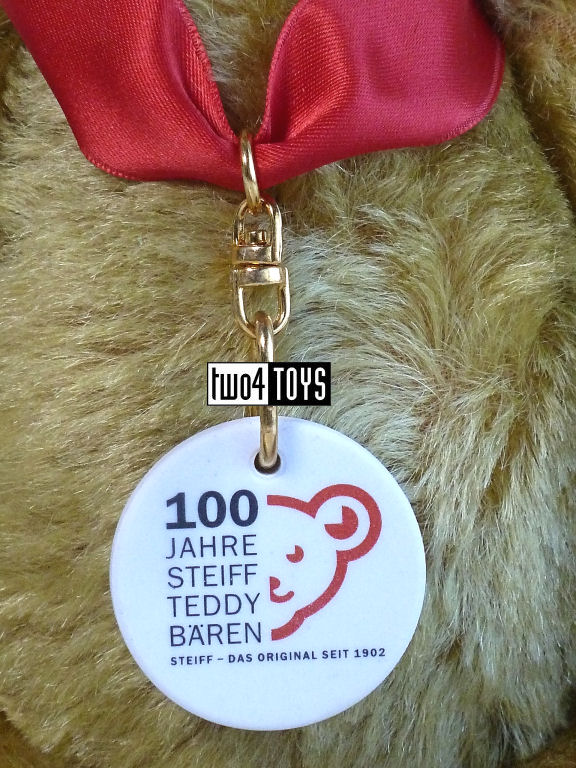 two4TOYS
100
JAHRE
STEIFF
TEDDY
BÄREN
STEIFF – DAS ORIGINAL SEIT 1902